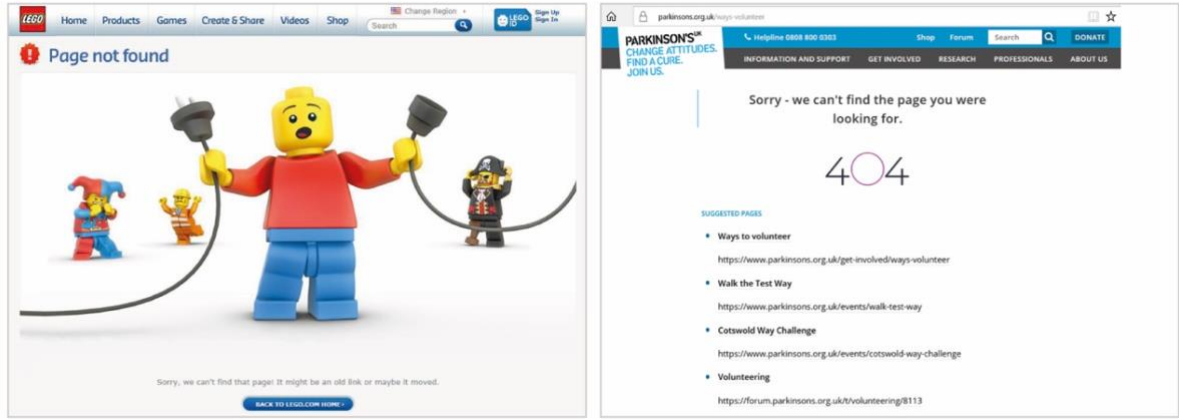 LEGO
Home Products Games Create & Share Videos Shop
Change Region
Search
LEGO ID
Sign Up
Sign In
Page not found
Sorry, we can't find that page! It might be an old link or maybe it moved.
BACK TO LEGO.COM HOME ›
parkinsons.org.uk/ways-volunteer
PARKINSON'S UK
CHANGE ATTITUDES.
FIND A CURE.
JOIN US.
Helpline 0808 800 0303 Shop Forum Search DONATE
INFORMATION AND SUPPORT GET INVOLVED RESEARCH PROFESSIONALS ABOUT US
Sorry - we can't find the page you were
looking for.
404
SUGGESTED PAGES
• Ways to volunteer
https://www.parkinsons.org.uk/get-involved/ways-volunteer
• Walk the Test Way
https://www.parkinsons.org.uk/events/walk-test-way
• Cotswold Way Challenge
https://www.parkinsons.org.uk/events/cotswold-way-challenge
• Volunteering
https://forum.parkinsons.org.uk/t/volunteering/8113